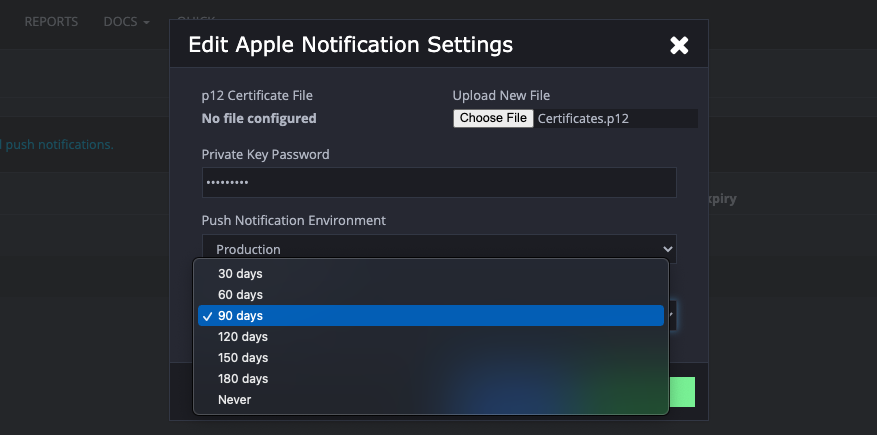 REPORTS DOCS QUICK
Edit Apple Notification Settings
p12 Certificate File
No file configured
Upload New File
Choose File Certificates.p12
push notifications.
Private Key Password
•••••••••
Push Notification Environment
Production
30 days
60 days
✓ 90 days
120 days
150 days
180 days
Never